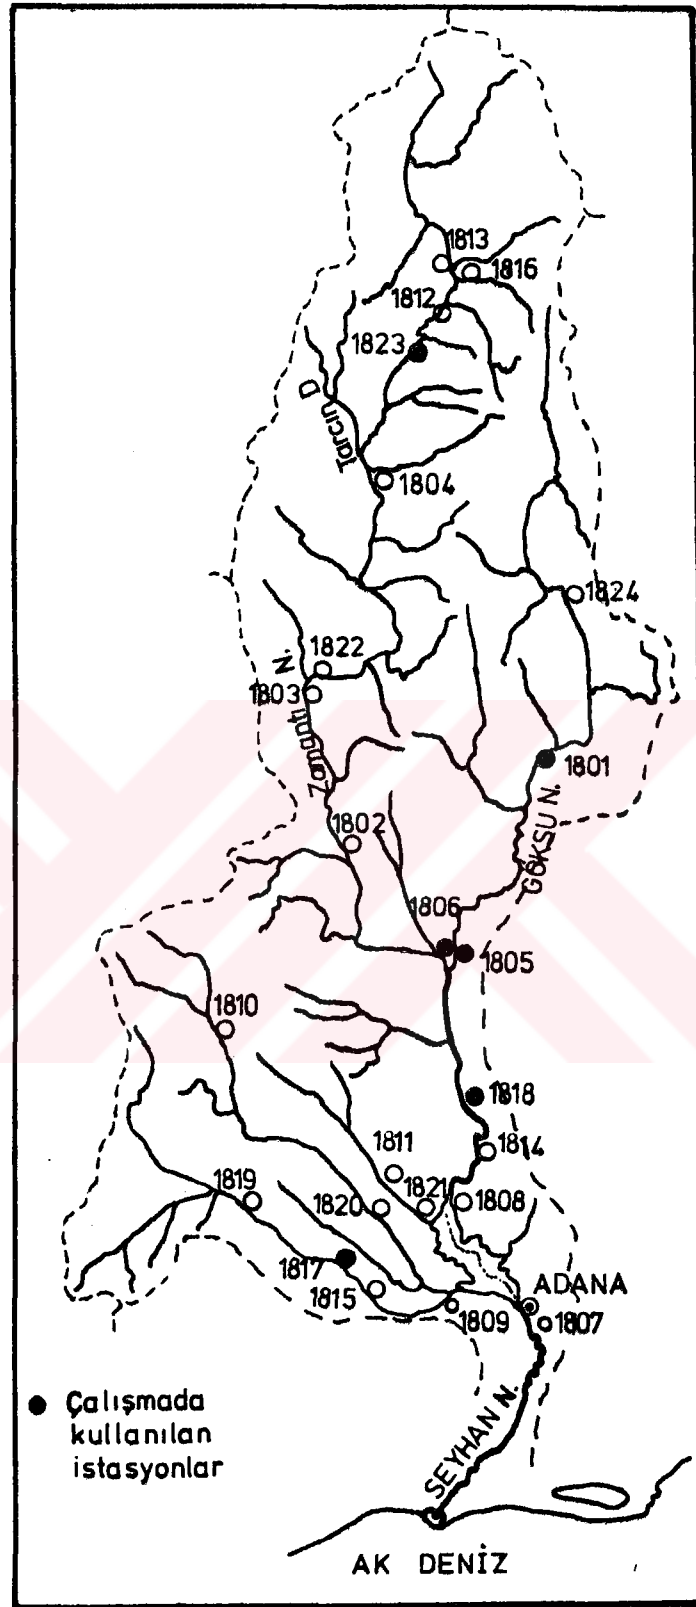 1813
1816
1812
1823
Tarcın D
1804
1824
1822
Zamantı N.
1803
1801
GÖKSU N.
1802
1806
1805
1810
1818
1814
1811
1819
1820
1821
1808
1817
1815
ADANA
1809
1807
SEYHAN N.
Çalışmada
kullanılan
istasyonlar
AK DENİZ